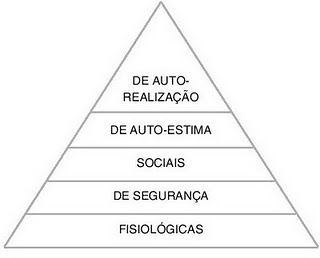 DE AUTO-
REALIZAÇÃO
DE AUTO-ESTIMA
SOCIAIS
DE SEGURANÇA
FISIOLÓGICAS